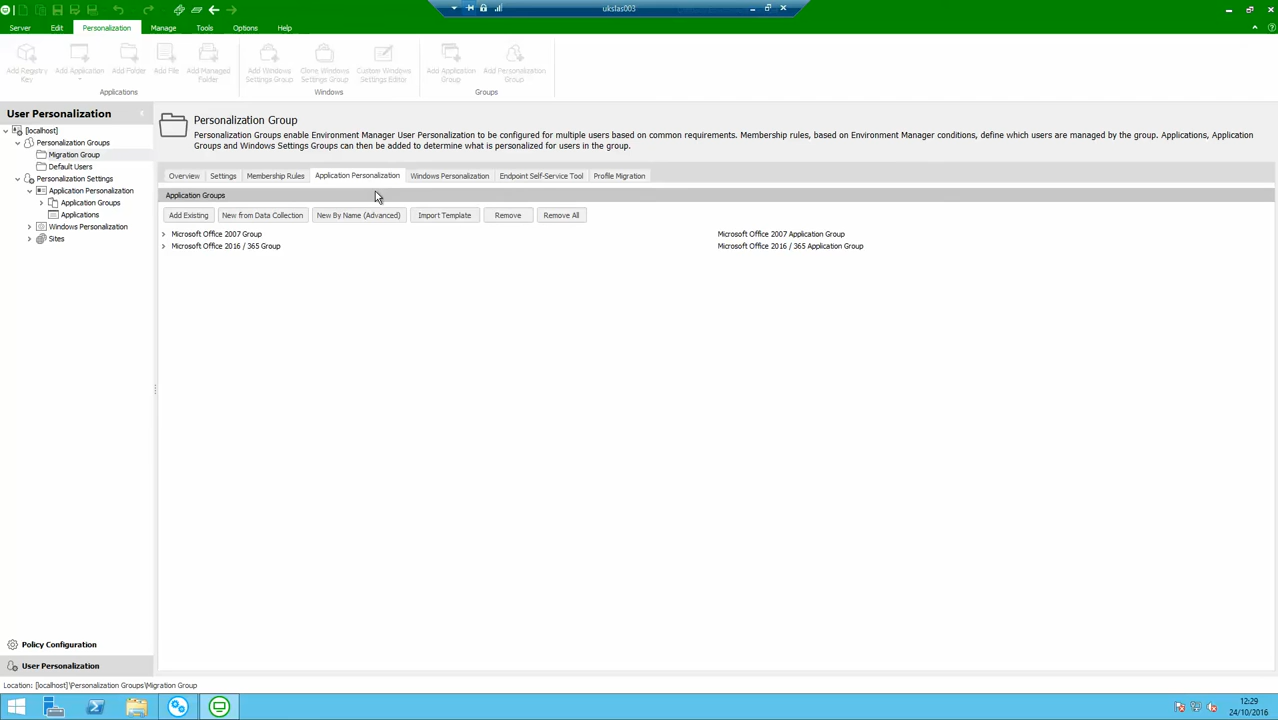 ukslas003
Server Edit Personalization Manage Tools Options Help
Add Registry Key
Add Application
Add Folder
Add File
Add Managed Folder
Add Windows Settings Group
Clone Windows Settings Group
Custom Windows Settings Editor
Add Application Group
Add Personalization Group
Applications
Windows
Groups
User Personalization
[localhost]
Personalization Groups
Migration Group
Default Users
Personalization Settings
Application Personalization
Application Groups
Applications
Windows Personalization
Sites
Policy Configuration
User Personalization
Personalization Group
Personalization Groups enable Environment Manager User Personalization to be configured for multiple users based on common requirements. Membership rules, based on Environment Manager conditions, define which users are managed by the group. Applications, Application
Groups and Windows Settings Groups can then be added to determine what is personalized for users in the group.
Overview Settings Membership Rules Application Personalization Windows Personalization Endpoint Self-Service Tool Profile Migration
Application Groups
Add Existing New from Data Collection New By Name (Advanced) Import Template Remove Remove All
Microsoft Office 2007 Group Microsoft Office 2007 Application Group
Microsoft Office 2016 / 365 Group Microsoft Office 2016 / 365 Application Group
Location: [localhost]\Personalization Groups\Migration Group
12:29
24/10/2016